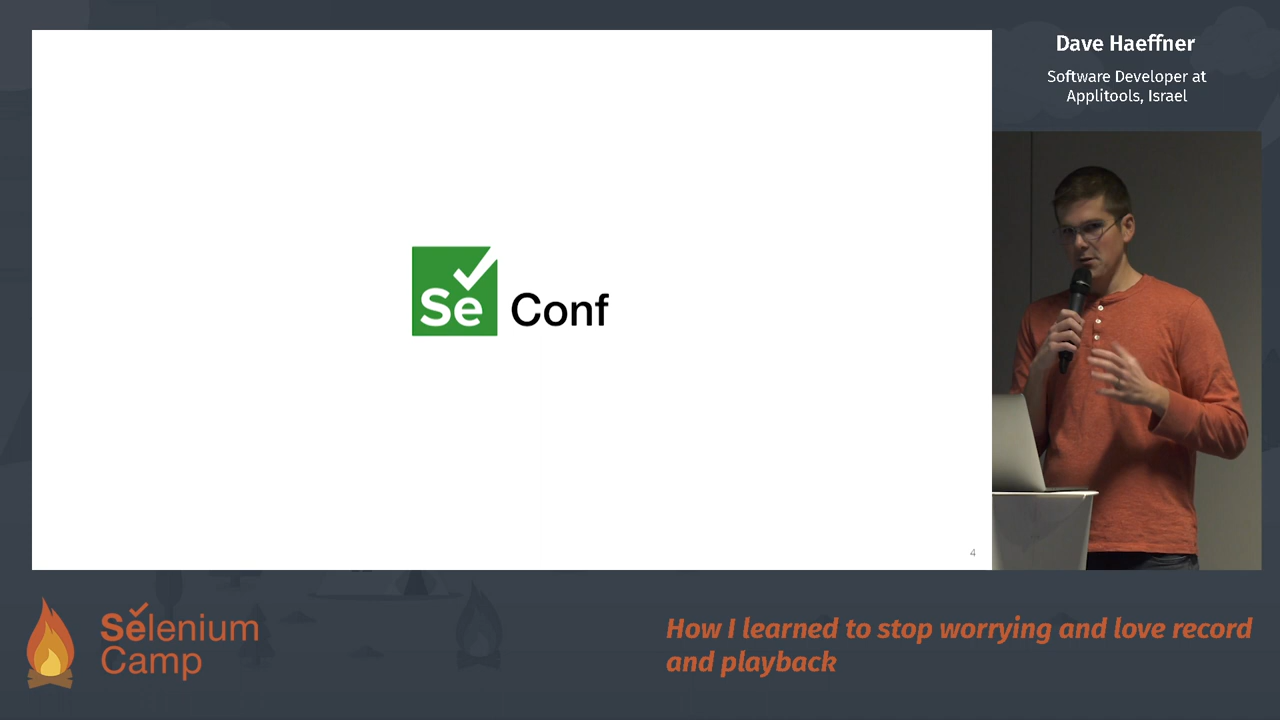 Dave Haeffner
Software Developer at
Applitools, Israel
Se Conf
4
Selenium
Camp
How I learned to stop worrying and love record
and playback